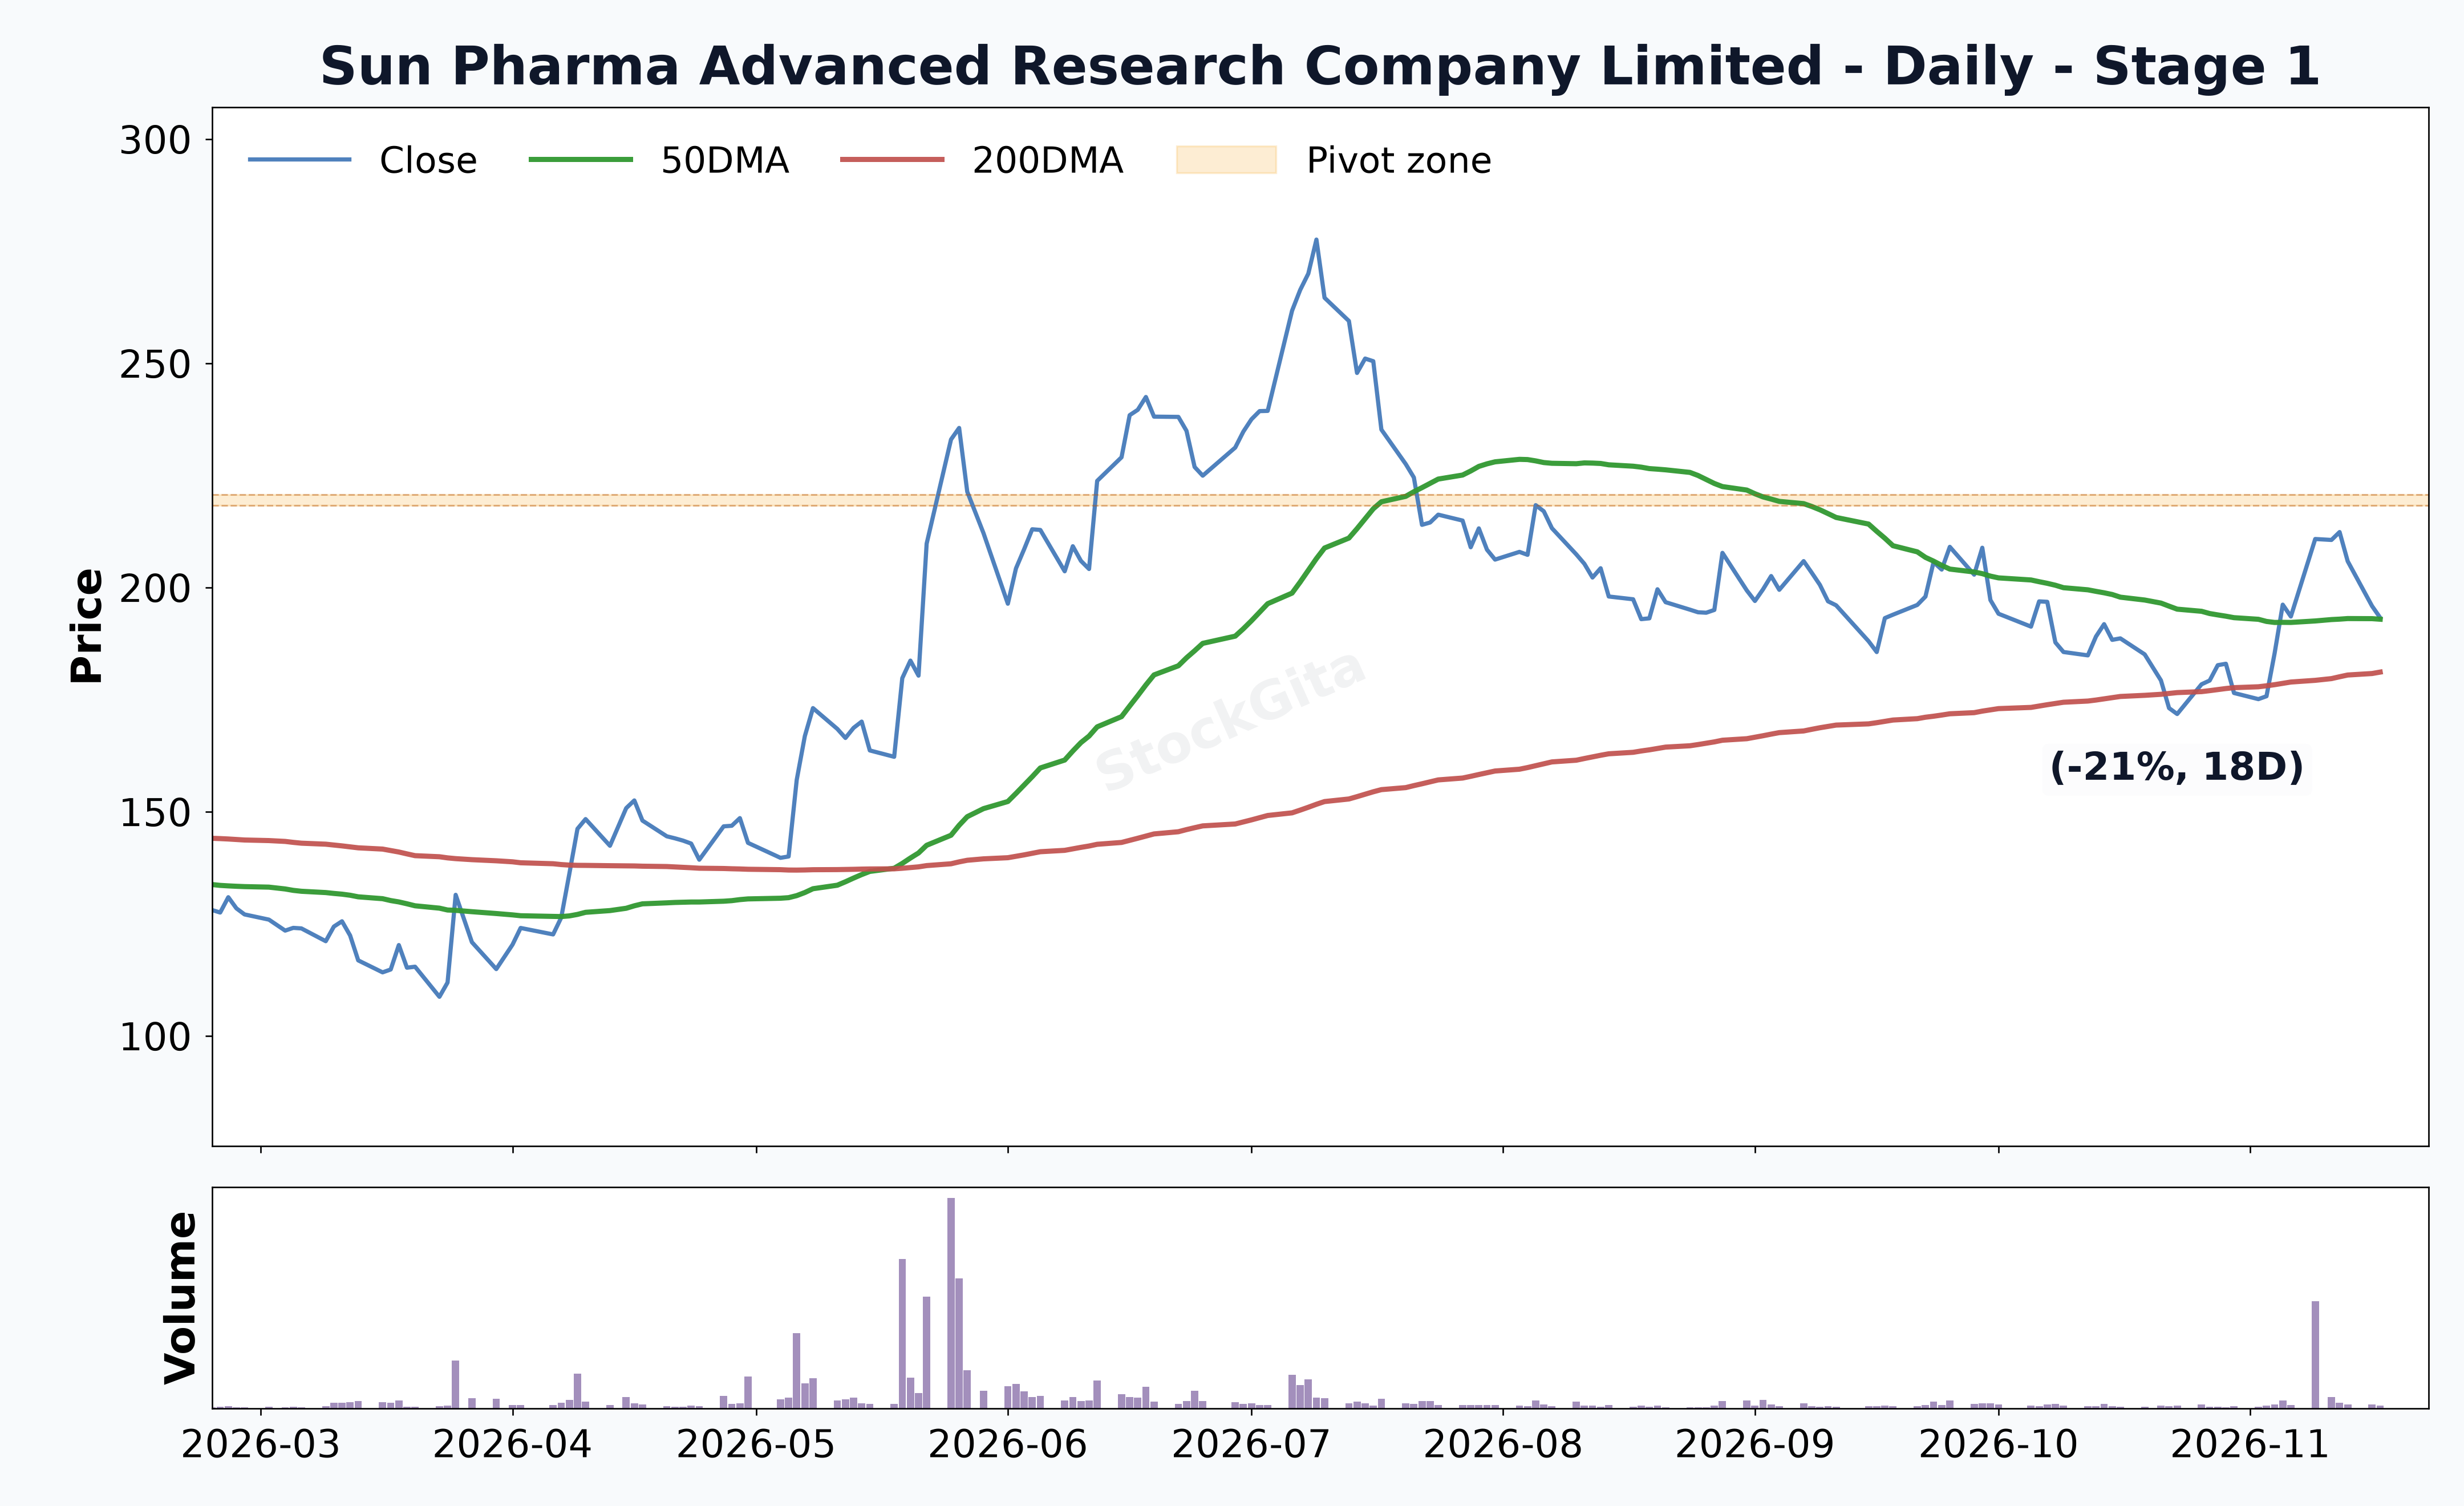 Sun Pharma Advanced Research Company Limited - Daily - Stage 1
Close 50DMA 200DMA Pivot zone
300
250
200
150
100
Price
StockGita
(-21%, 18D)
Volume
2026-03 2026-04 2026-05 2026-06 2026-07 2026-08 2026-09 2026-10 2026-11